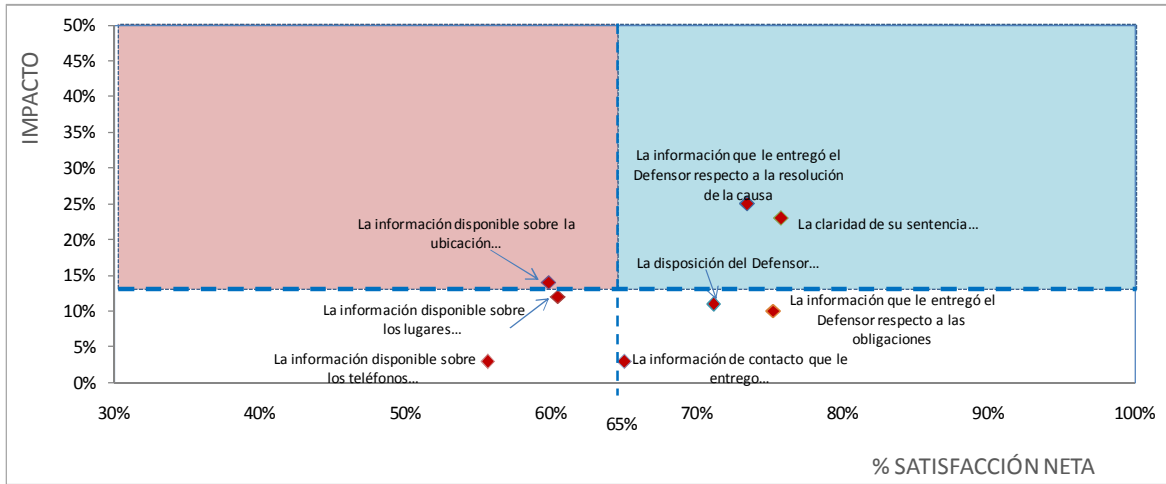 IMPACTO
50%
45%
40%
35%
30%
25%
20%
15%
10%
5%
0%
La información que le entregó el
Defensor respecto a la resolución
de la causa
La información disponible sobre la
ubicación...
La claridad de su sentencia...
La disposición del Defensor...
La información disponible sobre
los lugares...
La información que le entregó el
Defensor respecto a las
obligaciones
La información disponible sobre
los teléfonos...
La información de contacto que le
entrego...
30%
40%
50%
60%
65%
70%
80%
90%
100%
% SATISFACCIÓN NETA